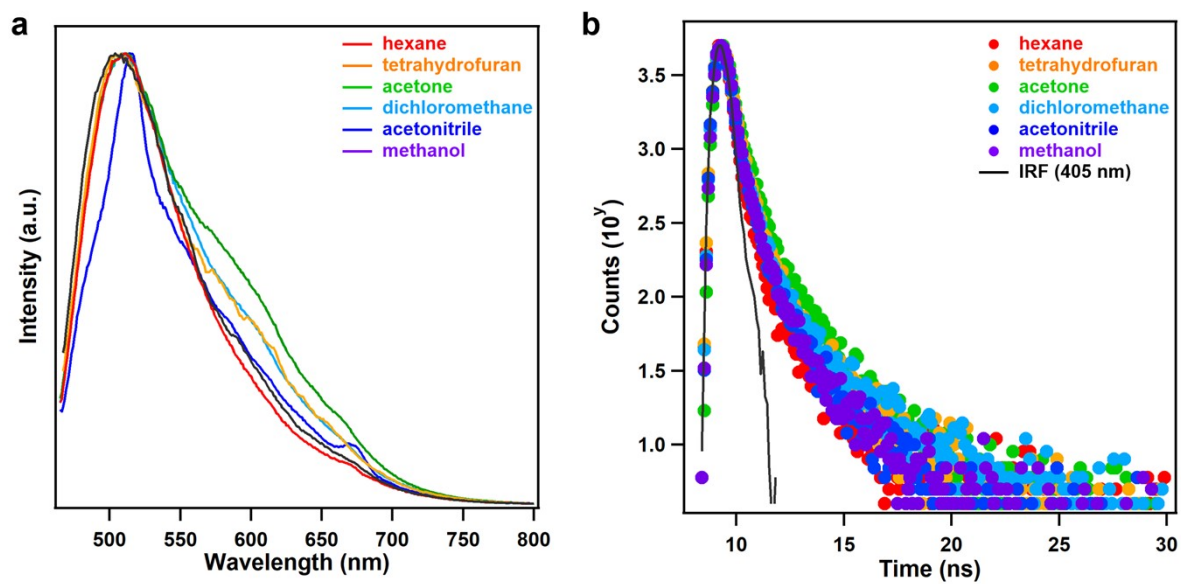 a
Intensity (a.u.)
hexane
tetrahydrofuran
acetone
dichloromethane
acetonitrile
methanol
500 550 600 650 700 750 800
Wavelength (nm)
b
Counts (10^y)
3.5
3.0
2.5
2.0
1.5
1.0
hexane
tetrahydrofuran
acetone
dichloromethane
acetonitrile
methanol
IRF (405 nm)
10 15 20 25 30
Time (ns)